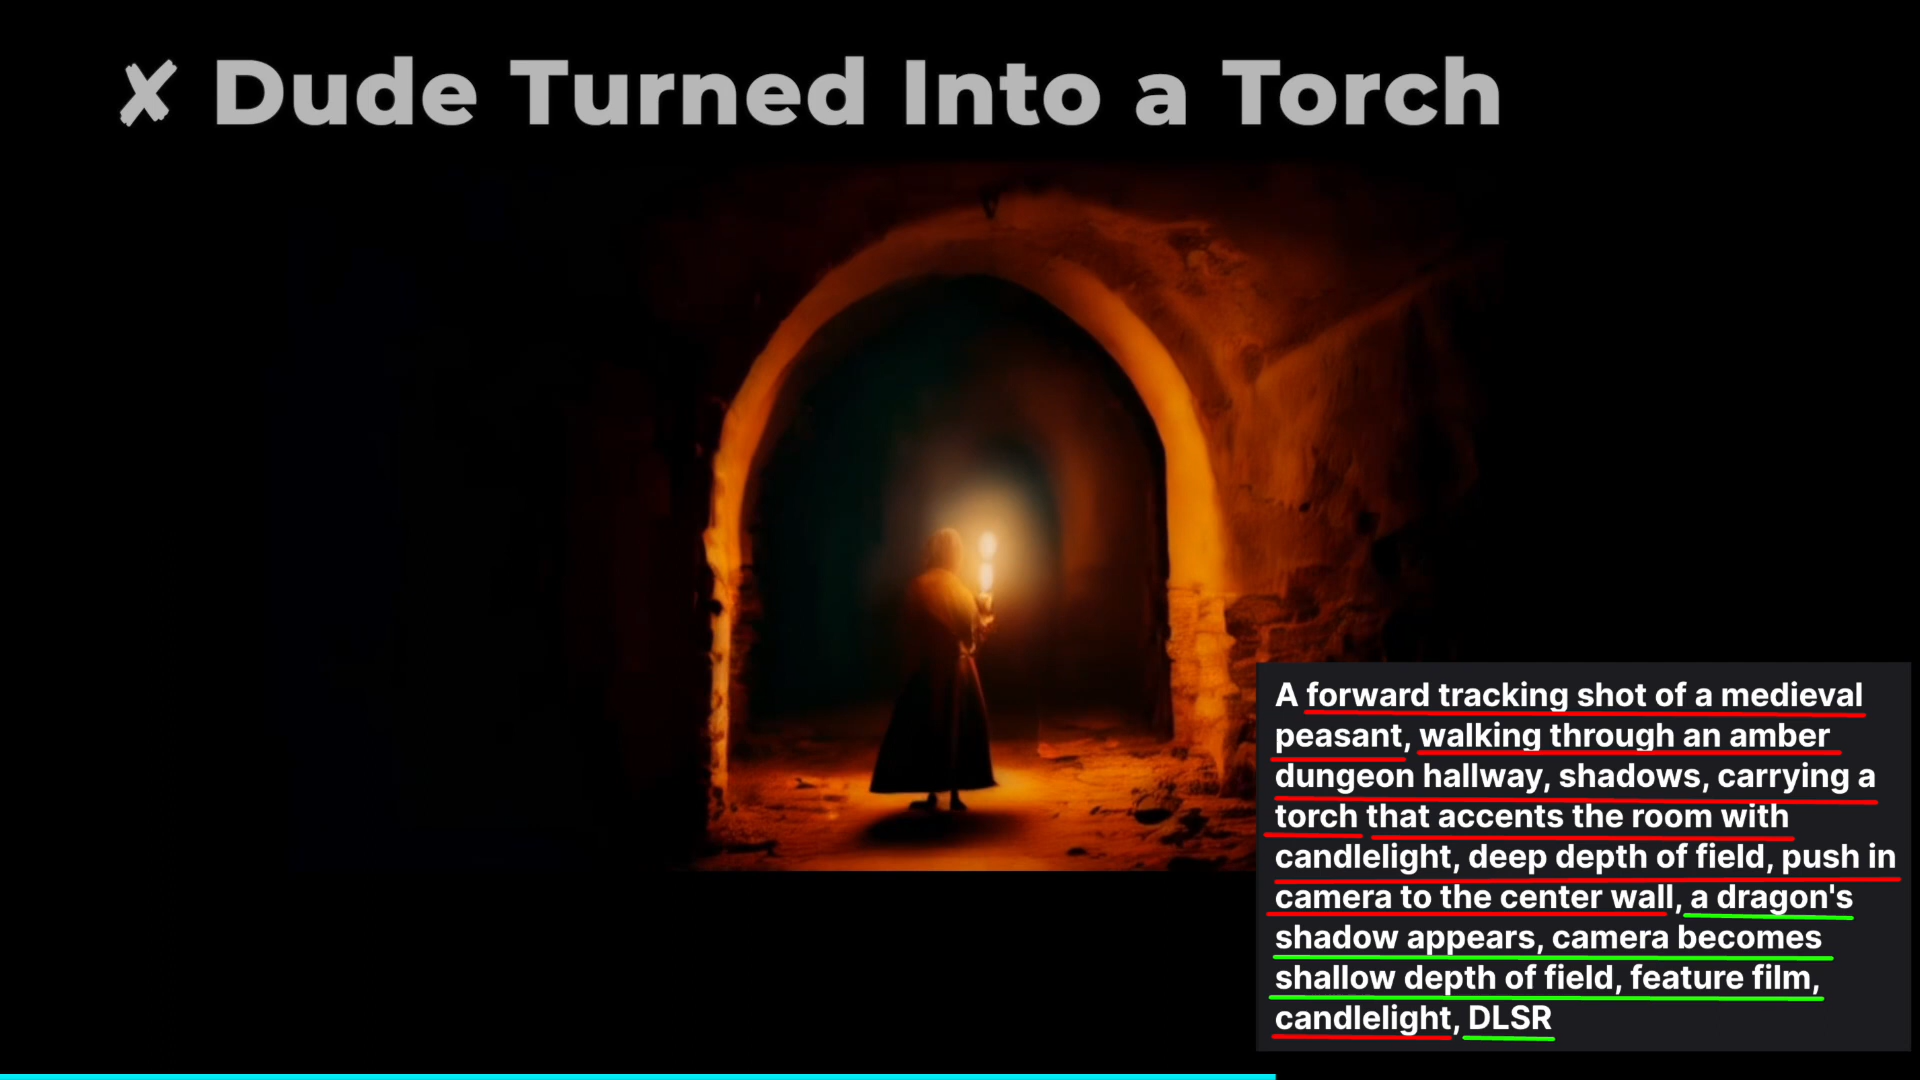 ✘ Dude Turned Into a Torch
A forward tracking shot of a medieval
peasant, walking through an amber
dungeon hallway, shadows, carrying a
torch that accents the room with
candlelight, deep depth of field, push in
camera to the center wall, a dragon's
shadow appears, camera becomes
shallow depth of field, feature film,
candlelight, DLSR